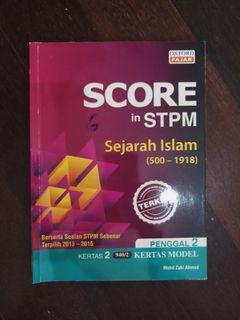 OXFORD
FAJAR
SCORE
in STPM
Sejarah Islam
(500 – 1918)
TERKINI
Berserta Soalan STPM Sebenar
Terpilih 2013 – 2016
PENGGAL 2
KERTAS 2 940/2 KERTAS MODEL
Mohd Zaki Ahmad